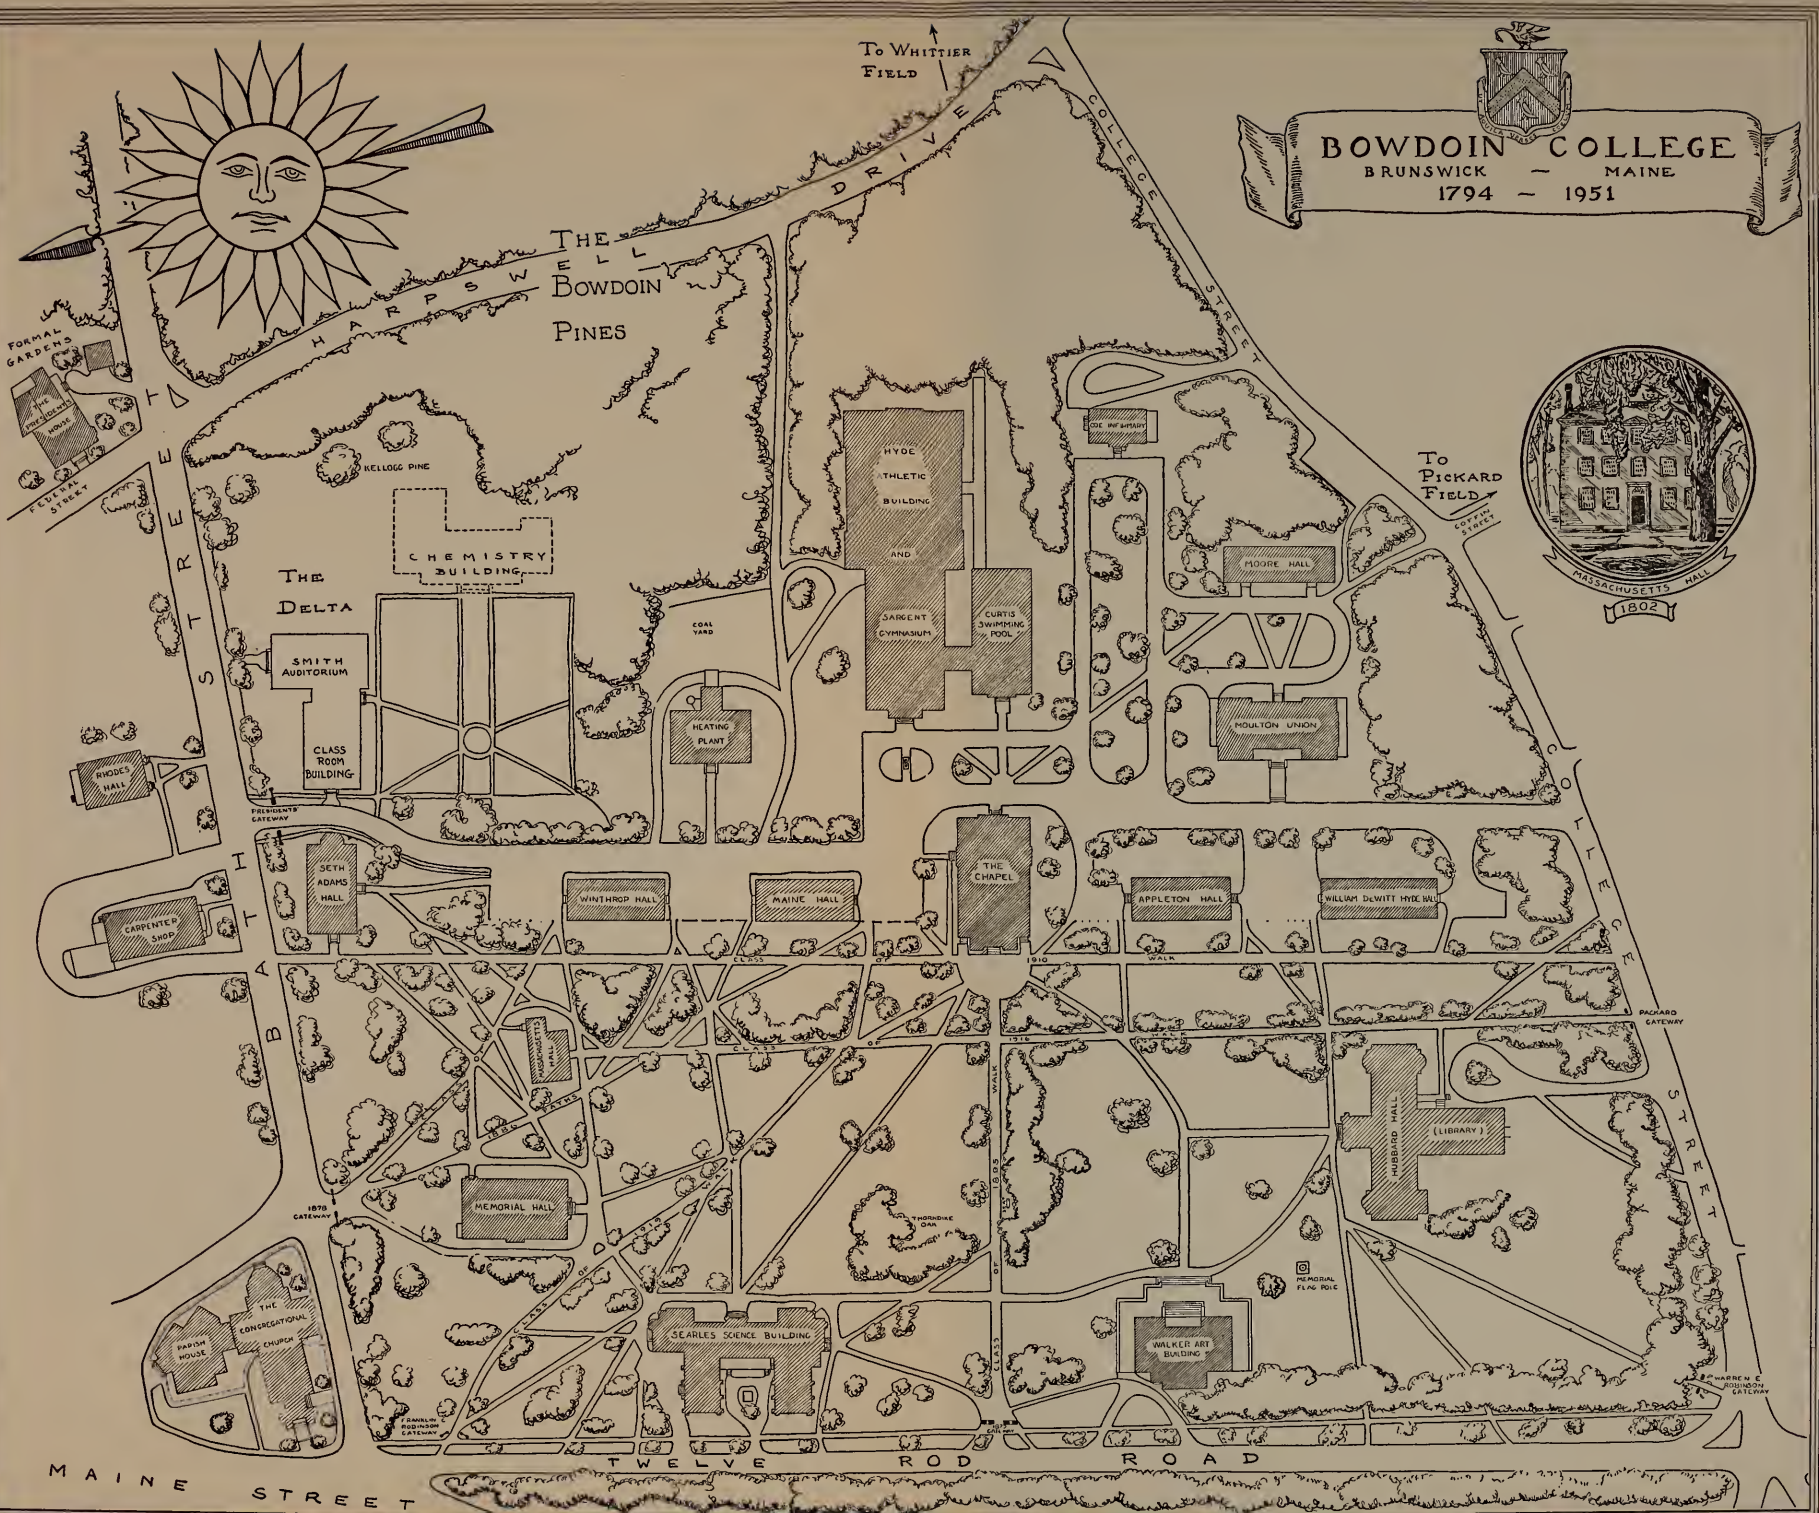 To Whittier
Field
BOWDOIN COLLEGE
BRUNSWICK – MAINE
1794 – 1951
HARPSWELL DRIVE
COLLEGE STREET
The
Bowdoin
Pines
FORMAL
GARDENS
THE
PRESIDENT'S
HOUSE
FEDERAL
STREET
KELLOGG PINE
HYDE
ATHLETIC
BUILDING
AND
SARGENT
GYMNASIUM
CURTIS
SWIMMING
POOL
COE INFIRMARY
To
Pickard
Field
COFFIN
STREET
MASSACHUSETTS HALL
1802
CHEMISTRY
BUILDING
The
Delta
SMITH
AUDITORIUM
CLASS
ROOM
BUILDING
COAL
YARD
HEATING
PLANT
MOORE HALL
MOULTON UNION
RHODES
HALL
PRESIDENTS'
GATEWAY
BATH STREET
SETH
ADAMS
HALL
CARPENTER
SHOP
WINTHROP HALL
MAINE HALL
THE
CHAPEL
APPLETON HALL
WILLIAM DEWITT HYDE HALL
COLLEGE STREET
CLASS OF 1910 WALK
MASSACHUSETTS
HALL
CLASS OF 1916 WALK
PACKARD
GATEWAY
CLASS OF 1895 WALK
1886 PATHS
HUBBARD HALL
(LIBRARY)
MEMORIAL HALL
1878
GATEWAY
THORNDIKE
OAK
MEMORIAL
FLAG POLE
PARISH
HOUSE
THE
CONGREGATIONAL
CHURCH
CLASS OF
SEARLES SCIENCE BUILDING
WALKER ART
BUILDING
FRANKLIN
ROBINSON
GATEWAY
GATEWAY
WARREN E
ROBINSON
GATEWAY
TWELVE ROD ROAD
MAINE STREET